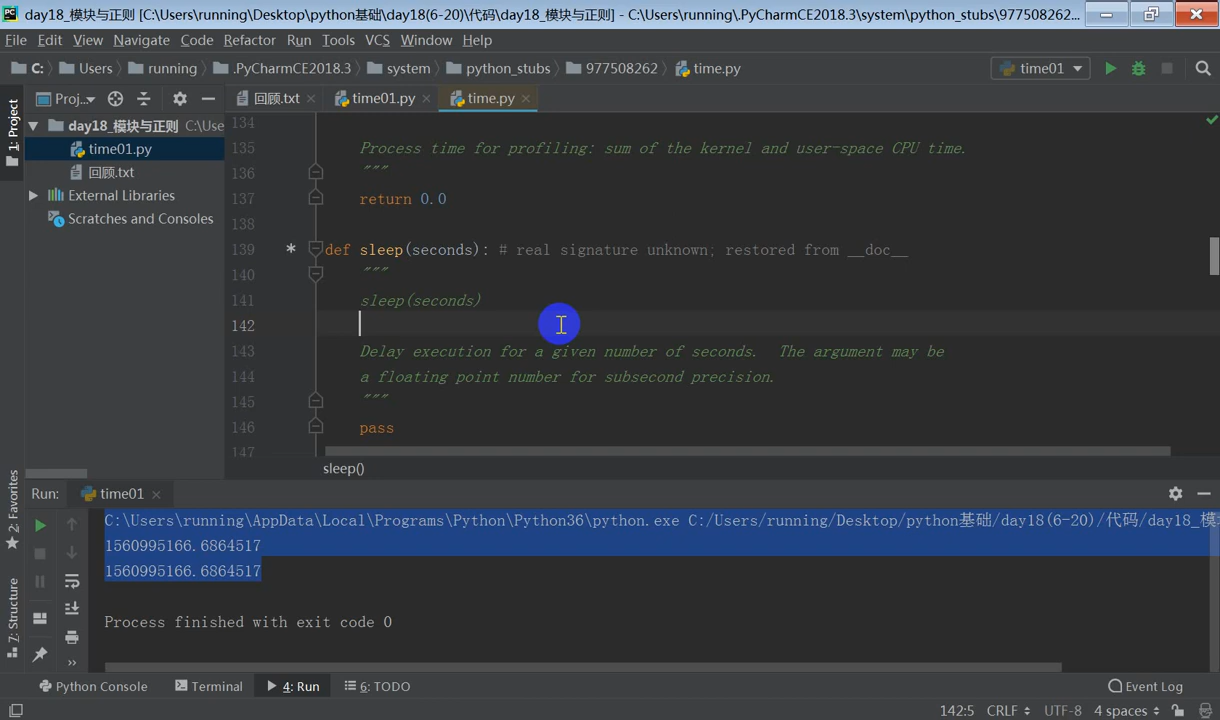 day18_模块与正则 [C:\Users\running\Desktop\python基础\day18(6-20)\代码\day18_模块与正则] - C:\Users\running\.PyCharmCE2018.3\system\python_stubs\977508262...
File Edit View Navigate Code Refactor Run Tools VCS Window Help
C: Users running .PyCharmCE2018.3 system python_stubs 977508262 time.py time01
1: Project
Proj...
回顾.txt time01.py time.py
day18_模块与正则 C:\Use
time01.py
回顾.txt
External Libraries
Scratches and Consoles
134
135 Process time for profiling: sum of the kernel and user-space CPU time.
136 """
137 return 0.0
138
139 * def sleep(seconds): # real signature unknown; restored from __doc__
140 """
141 sleep(seconds)
142
143 Delay execution for a given number of seconds.  The argument may be
144 a floating point number for subsecond precision.
145 """
146 pass
147
sleep()
2: Favorites
7: Structure
Run: time01
C:\Users\running\AppData\Local\Programs\Python\Python36\python.exe C:/Users/running/Desktop/python基础/day18(6-20)/代码/day18_模
1560995166.6864517
1560995166.6864517
Process finished with exit code 0
Python Console Terminal 4: Run 6: TODO Event Log
142:5 CRLF UTF-8 4 spaces